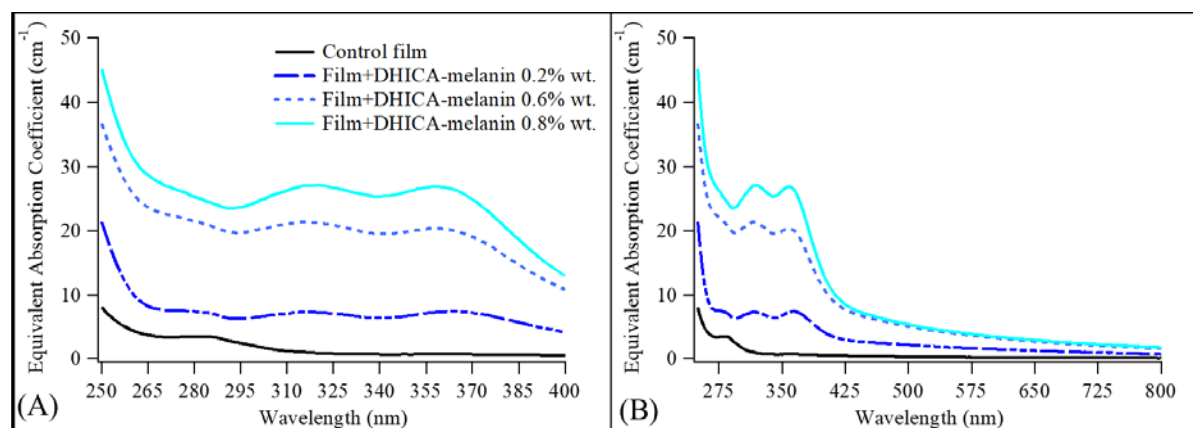 Equivalent Absorption Coefficient (cm⁻¹)
50
40
30
20
10
0
Control film
Film+DHICA-melanin 0.2% wt.
Film+DHICA-melanin 0.6% wt.
Film+DHICA-melanin 0.8% wt.
250 265 280 295 310 325 340 355 370 385 400
Wavelength (nm)
(A)
Equivalent Absorption Coefficient (cm⁻¹)
50
40
30
20
10
0
275 350 425 500 575 650 725 800
Wavelength (nm)
(B)